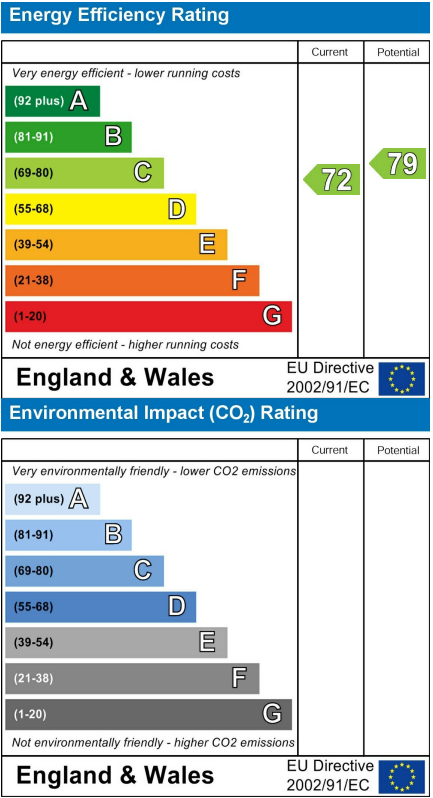 Energy Efficiency Rating
Current Potential
Very energy efficient - lower running costs
(92 plus) A
(81-91) B
(69-80) C
72
79
(55-68) D
(39-54) E
(21-38) F
(1-20) G
Not energy efficient - higher running costs
England & Wales
EU Directive
2002/91/EC
Environmental Impact (CO₂) Rating
Current Potential
Very environmentally friendly - lower CO2 emissions
(92 plus) A
(81-91) B
(69-80) C
(55-68) D
(39-54) E
(21-38) F
(1-20) G
Not environmentally friendly - higher CO2 emissions
England & Wales
EU Directive
2002/91/EC